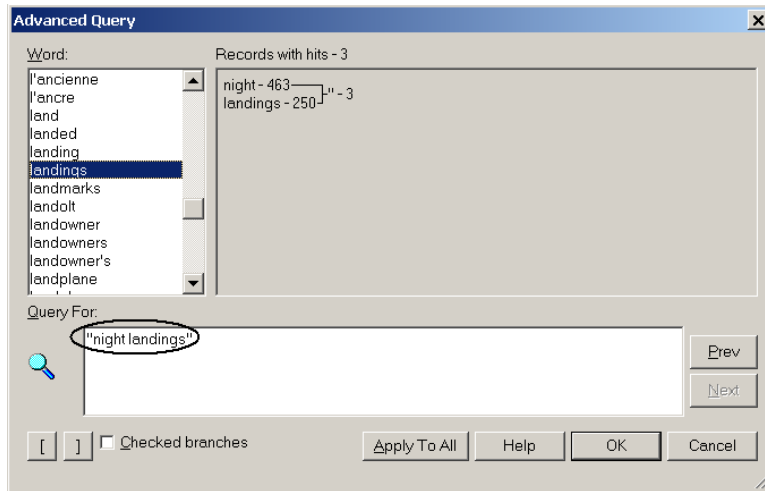 Advanced Query
Word:
Records with hits - 3
l'ancienne
l'ancre
land
landed
landing
landings
landmarks
landolt
landowner
landowners
landowner's
landplane
night - 463
landings - 250
" - 3
Query For:
"night landings"
Prev
Next
[ ] Checked branches
Apply To All Help OK Cancel